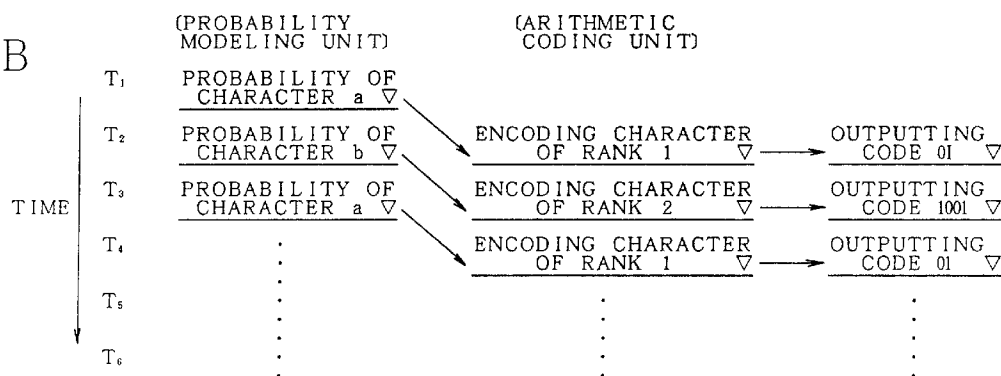 B
(PROBABILITY
MODELING UNIT)
(ARITHMETIC
CODING UNIT)
TIME
T₁
PROBABILITY OF
CHARACTER a ▽
T₂
PROBABILITY OF
CHARACTER b ▽
ENCODING CHARACTER
OF RANK 1 ▽
OUTPUTTING
CODE 01 ▽
T₃
PROBABILITY OF
CHARACTER a ▽
ENCODING CHARACTER
OF RANK 2 ▽
OUTPUTTING
CODE 1001 ▽
T₄
ENCODING CHARACTER
OF RANK 1 ▽
OUTPUTTING
CODE 01 ▽
T₅
T₆